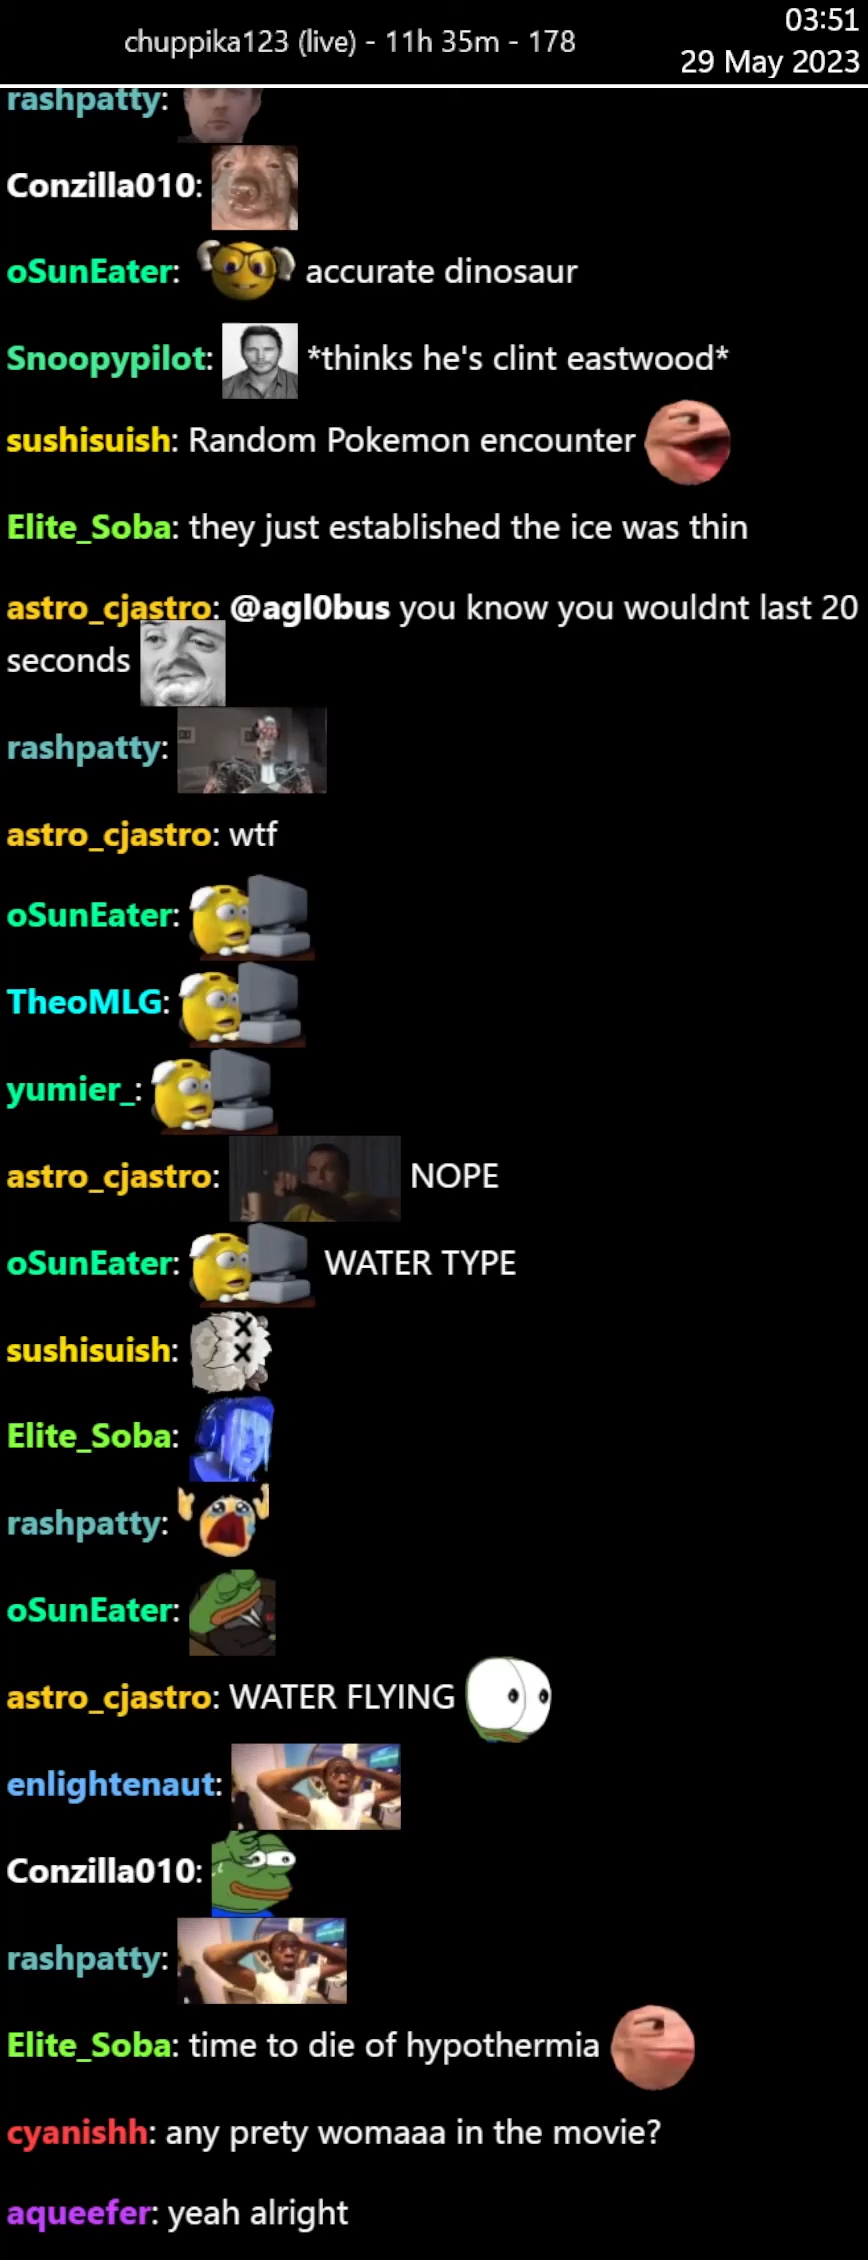 03:51
chuppika123 (live) - 11h 35m - 178
29 May 2023
rashpatty:
Conzilla010:
oSunEater: accurate dinosaur
Snoopypilot: *thinks he's clint eastwood*
sushisuish: Random Pokemon encounter
Elite_Soba: they just established the ice was thin
astro_cjastro: @agl0bus you know you wouldnt last 20
seconds
rashpatty:
astro_cjastro: wtf
oSunEater:
TheoMLG:
yumier_:
astro_cjastro: NOPE
oSunEater: WATER TYPE
sushisuish:
Elite_Soba:
rashpatty:
oSunEater:
astro_cjastro: WATER FLYING
enlightenaut:
Conzilla010:
rashpatty:
Elite_Soba: time to die of hypothermia
cyanishh: any prety womaaa in the movie?
aqueefer: yeah alright